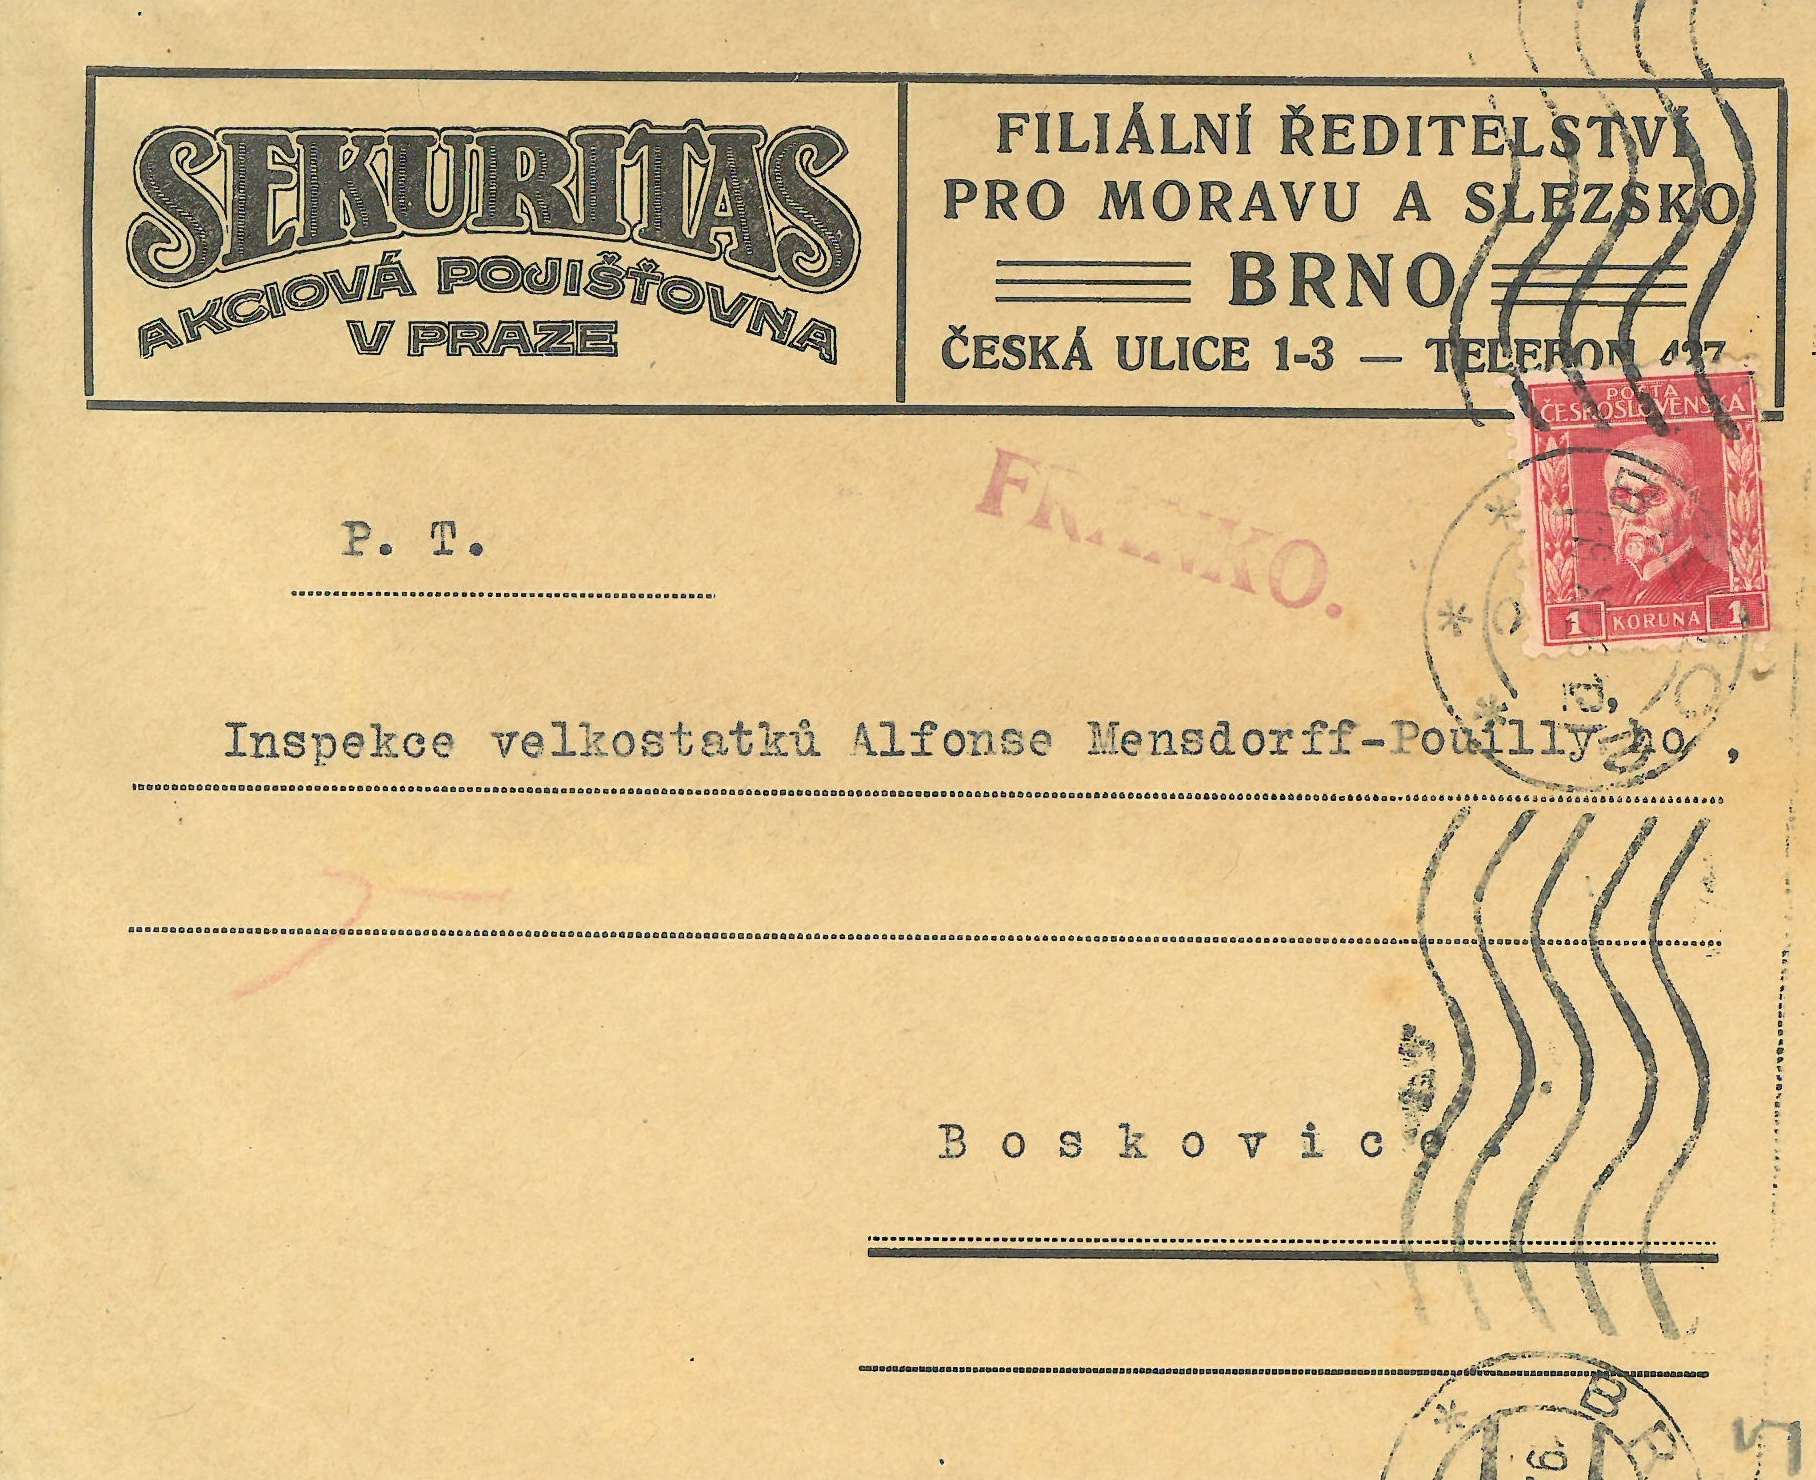 SEKURITAS
AKCIOVÁ POJIŠŤOVNA
V PRAZE
FILIÁLNÍ ŘEDITELSTVÍ
PRO MORAVU A SLEZSKO
BRNO
ČESKÁ ULICE 1-3 — TELEFON 427
POŠTA
ČESKOSLOVENSKÁ
1 KORUNA 1
FRANKO.
P. T.
Inspekce velkostatků Alfonse Mensdorff-Pouilly'ho ,
Boskovice.
BR